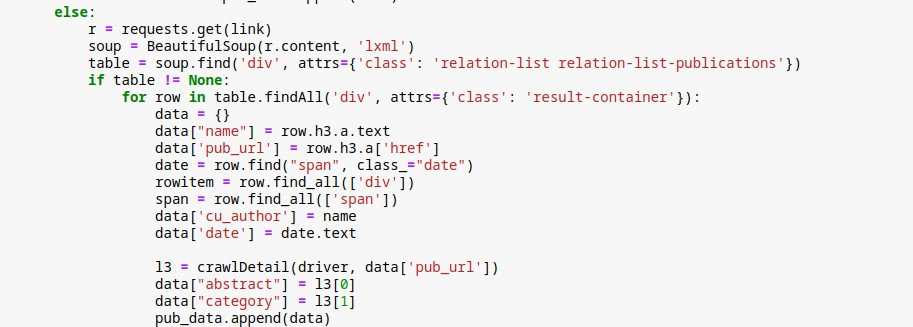 else:
r = requests.get(link)
soup = BeautifulSoup(r.content, 'lxml')
table = soup.find('div', attrs={'class': 'relation-list relation-list-publications'})
if table != None:
for row in table.findAll('div', attrs={'class': 'result-container'}):
data = {}
data["name"] = row.h3.a.text
data['pub_url'] = row.h3.a['href']
date = row.find("span", class_="date")
rowitem = row.find_all(['div'])
span = row.find_all(['span'])
data['cu_author'] = name
data['date'] = date.text
l3 = crawlDetail(driver, data['pub_url'])
data["abstract"] = l3[0]
data["category"] = l3[1]
pub_data.append(data)